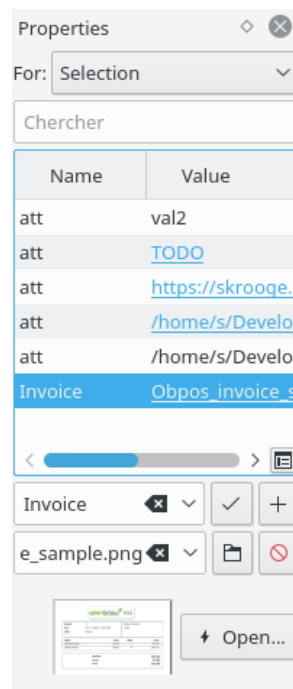 Properties
For: Selection
Chercher
Name Value
att val2
att TODO
att https://skrooge.
att /home/s/Develo
att /home/s/Develo
Invoice Obpos_invoice_s
Invoice
e_sample.png
Open...